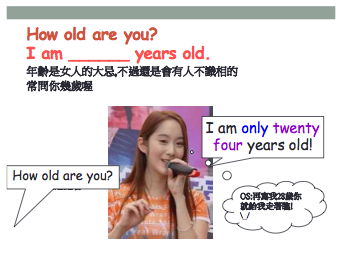 How old are you?
I am ______ years old.
年齡是女人的大忌,不過還是會有人不識相的
常問你幾歲喔
I am only twenty
four years old!
How old are you?
OS:再寫我28歲你
就給我走著瞧!